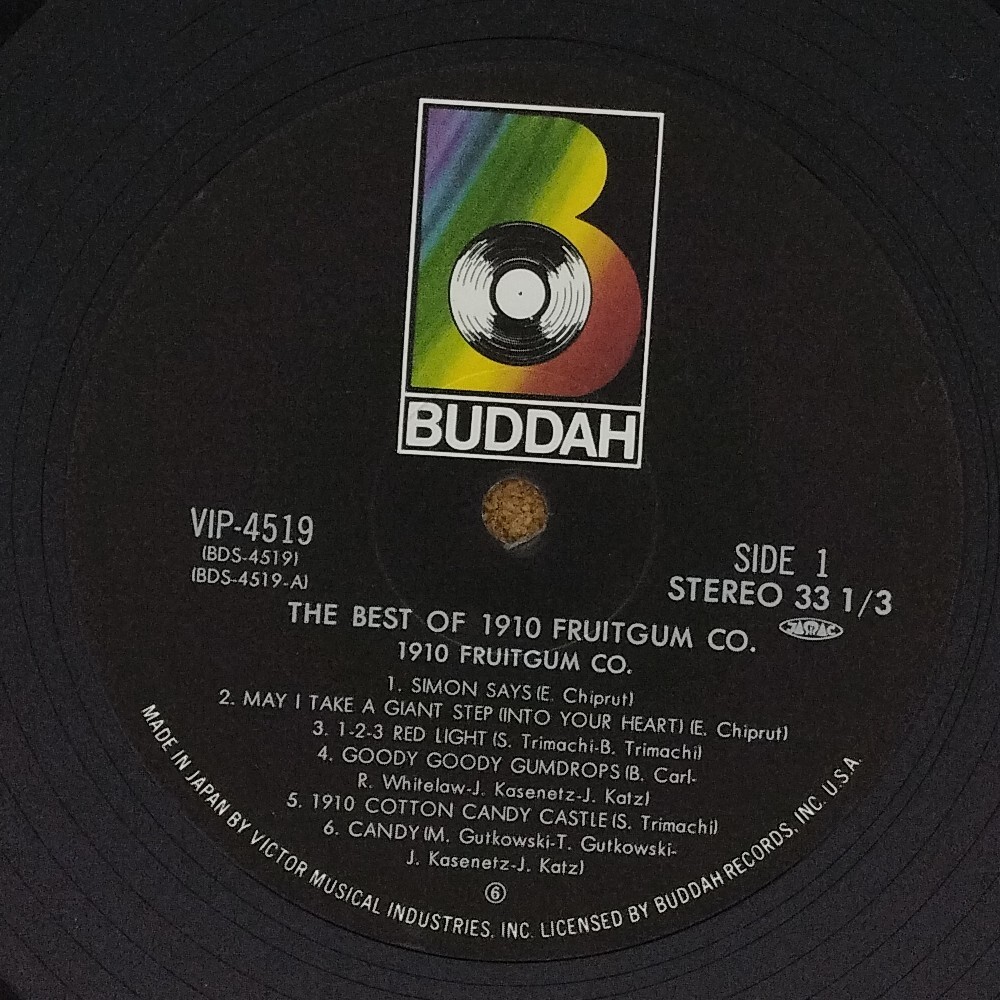 BUDDAH
VIP-4519
(BDS-4519)
(BDS-4519-A)
SIDE 1
STEREO 33 1/3
JASRAC
THE BEST OF 1910 FRUITGUM CO.
1910 FRUITGUM CO.
1. SIMON SAYS (E. Chiprut)
2. MAY I TAKE A GIANT STEP (INTO YOUR HEART) (E. Chiprut)
3. 1-2-3 RED LIGHT (S. Trimachi-B. Trimachi)
4. GOODY GOODY GUMDROPS (B. Carl-
R. Whitelaw-J. Kasenetz-J. Katz)
5. 1910 COTTON CANDY CASTLE (S. Trimachi)
6. CANDY (M. Gutkowski-T. Gutkowski-
J. Kasenetz-J. Katz)
⑥
MADE IN JAPAN BY VICTOR MUSICAL INDUSTRIES, INC. LICENSED BY BUDDAH RECORDS, INC. U.S.A.